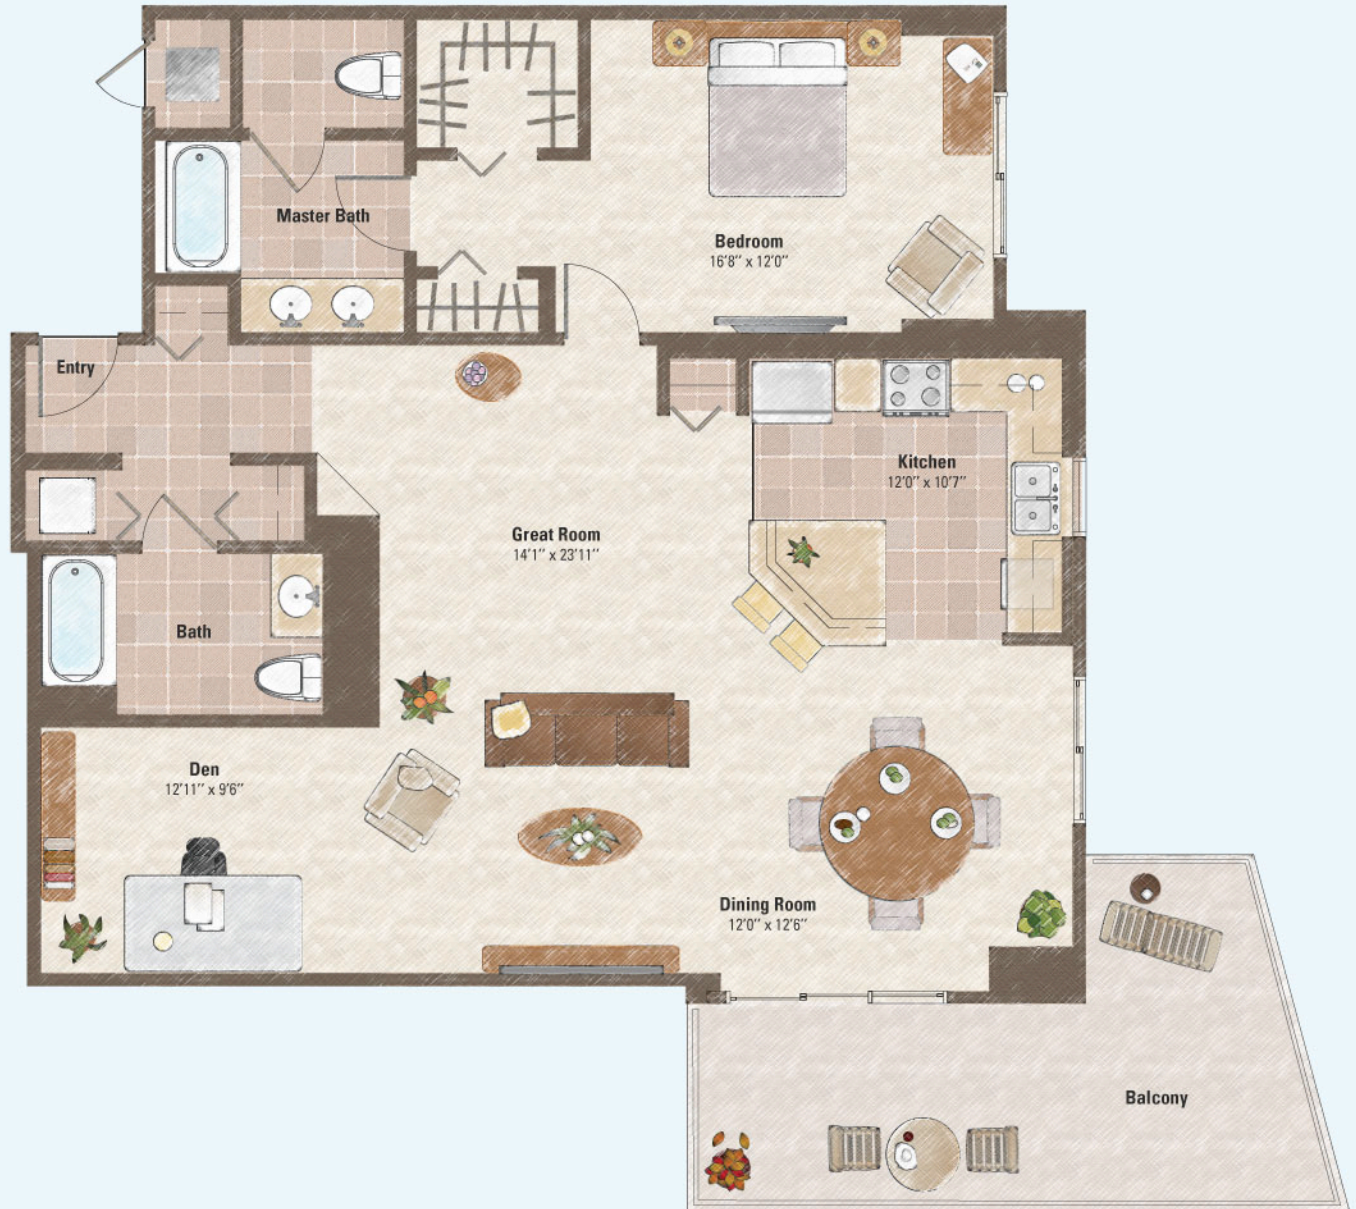 Master Bath
Bedroom
16'8'' x 12'0''
Entry
Kitchen
12'0'' x 10'7''
Great Room
14'1'' x 23'11''
Bath
Den
12'11'' x 9'6''
Dining Room
12'0'' x 12'6''
Balcony